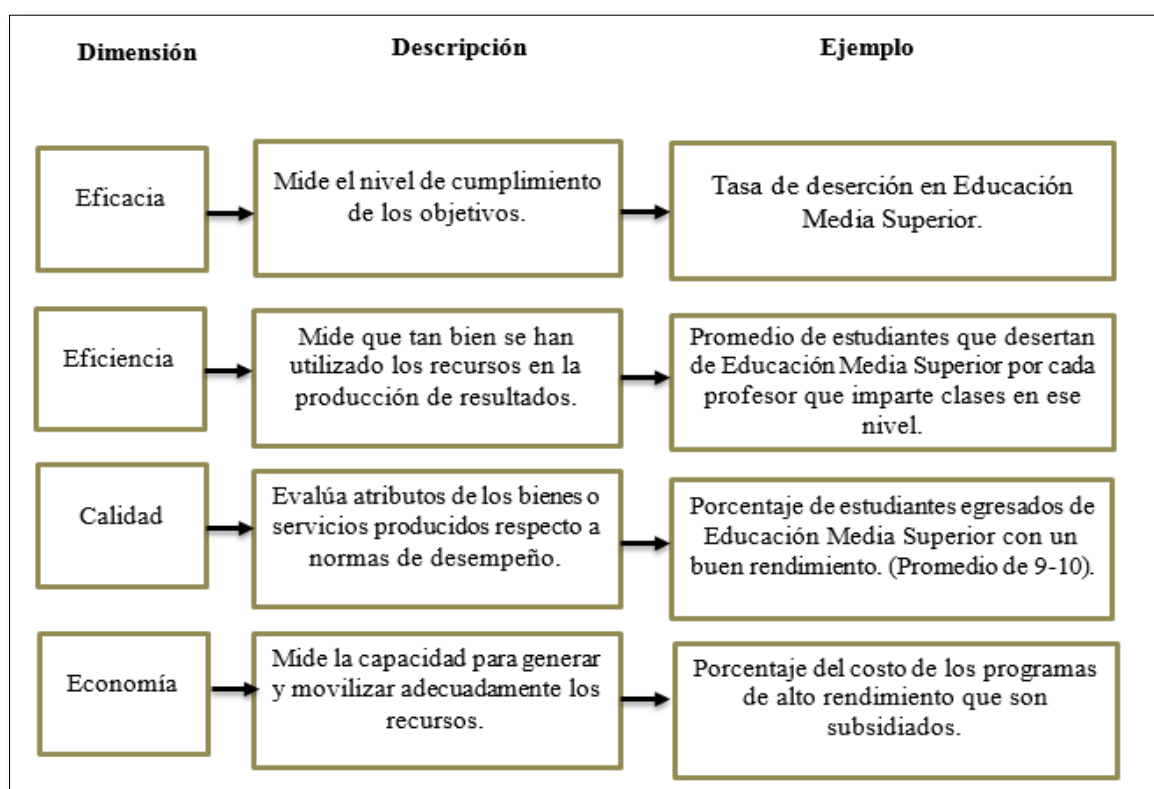 Dimensión
Descripción
Ejemplo
Eficacia
Mide el nivel de cumplimiento
de los objetivos.
Tasa de deserción en Educación
Media Superior.
Eficiencia
Mide que tan bien se han
utilizado los recursos en la
producción de resultados.
Promedio de estudiantes que desertan
de Educación Media Superior por cada
profesor que imparte clases en ese
nivel.
Calidad
Evalúa atributos de los bienes o
servicios producidos respecto a
normas de desempeño.
Porcentaje de estudiantes egresados de
Educación Media Superior con un
buen rendimiento. (Promedio de 9-10).
Economía
Mide la capacidad para generar
y movilizar adecuadamente los
recursos.
Porcentaje del costo de los programas
de alto rendimiento que son
subsidiados.